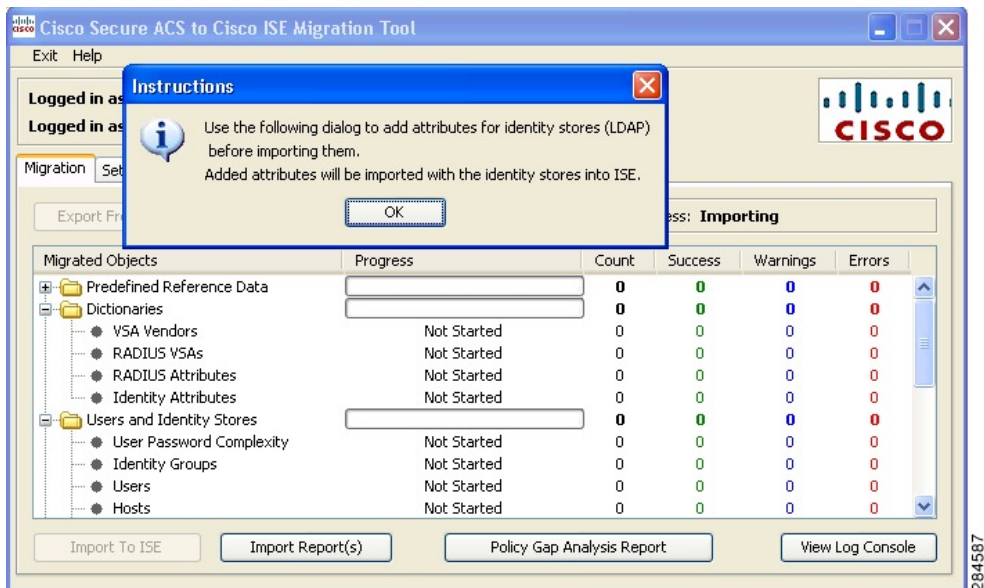 cisco Cisco Secure ACS to Cisco ISE Migration Tool
Exit Help
Instructions
Logged in as
Logged in as
Use the following dialog to add attributes for identity stores (LDAP)
before importing them.
Added attributes will be imported with the identity stores into ISE.
OK
CISCO
Migration Set
Export Fr ess: Importing
Migrated Objects Progress Count Success Warnings Errors
Predefined Reference Data 0 0 0 0
Dictionaries 0 0 0 0
VSA Vendors Not Started 0 0 0 0
RADIUS VSAs Not Started 0 0 0 0
RADIUS Attributes Not Started 0 0 0 0
Identity Attributes Not Started 0 0 0 0
Users and Identity Stores 0 0 0 0
User Password Complexity Not Started 0 0 0 0
Identity Groups Not Started 0 0 0 0
Users Not Started 0 0 0 0
Hosts Not Started 0 0 0 0
Import To ISE Import Report(s) Policy Gap Analysis Report View Log Console
284587